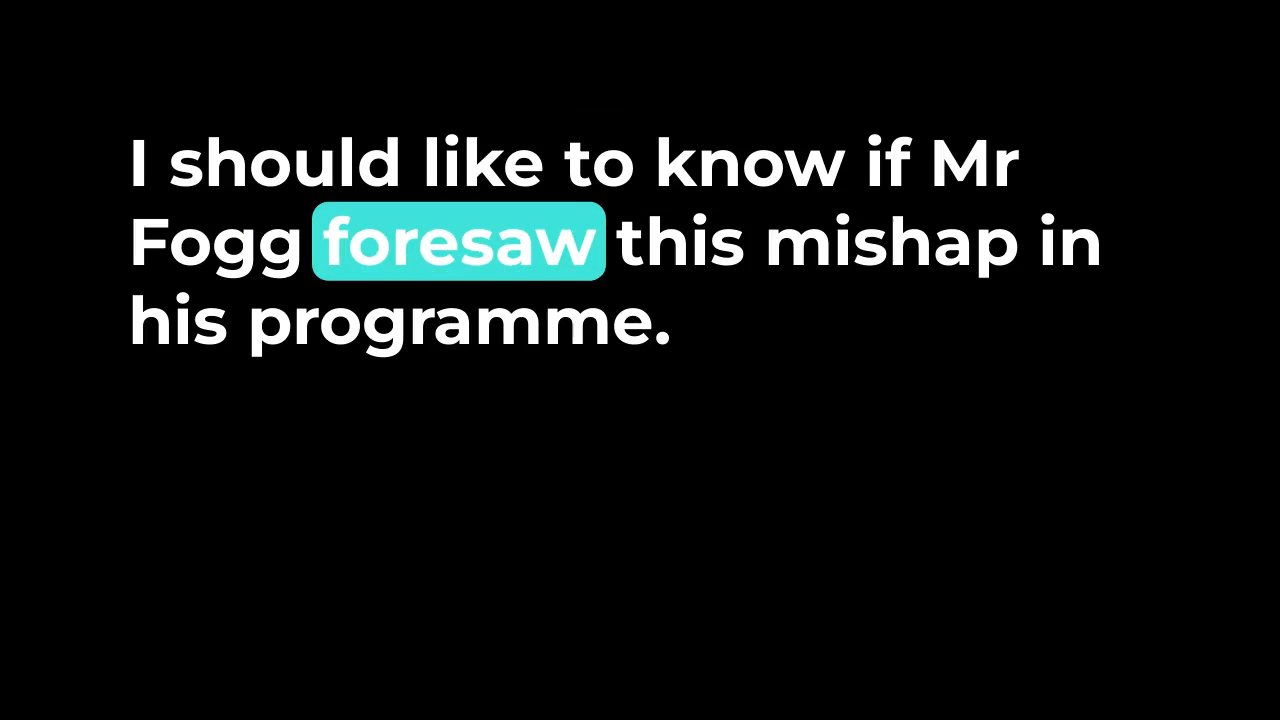 I should like to know if Mr
Fogg foresaw this mishap in
his programme.